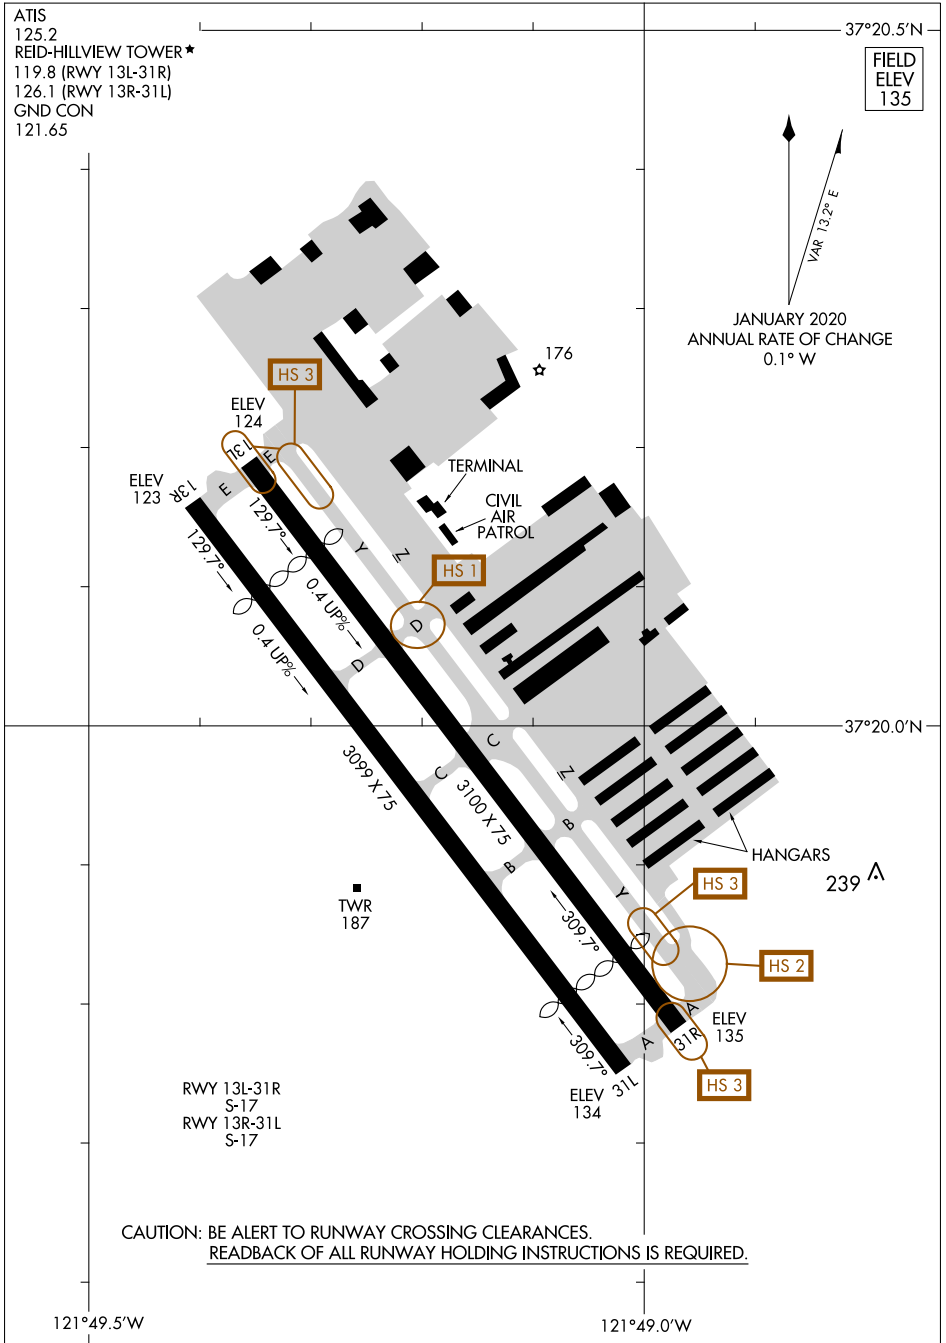 ATIS
125.2
REID-HILLVIEW TOWER★
119.8 (RWY 13L-31R)
126.1 (RWY 13R-31L)
GND CON
121.65
37°20.5'N
FIELD
ELEV
135
VAR 13.2° E
JANUARY 2020
ANNUAL RATE OF CHANGE
0.1° W
176
HS 3
ELEV
124
13L
E
ELEV
123
13R
E
129.7°
129.7°
TERMINAL
CIVIL
AIR
PATROL
Y
Z
HS 1
D
0.4 UP%
0.4 UP%
D
37°20.0'N
C
Z
C
3099 X 75
3100 X 75
B
B
HANGARS
239
HS 3
Y
TWR
187
309.7°
HS 2
A
ELEV
135
31R
A
309.7°
31L
ELEV
134
HS 3
RWY 13L-31R
S-17
RWY 13R-31L
S-17
CAUTION: BE ALERT TO RUNWAY CROSSING CLEARANCES.
READBACK OF ALL RUNWAY HOLDING INSTRUCTIONS IS REQUIRED.
121°49.5'W
121°49.0'W